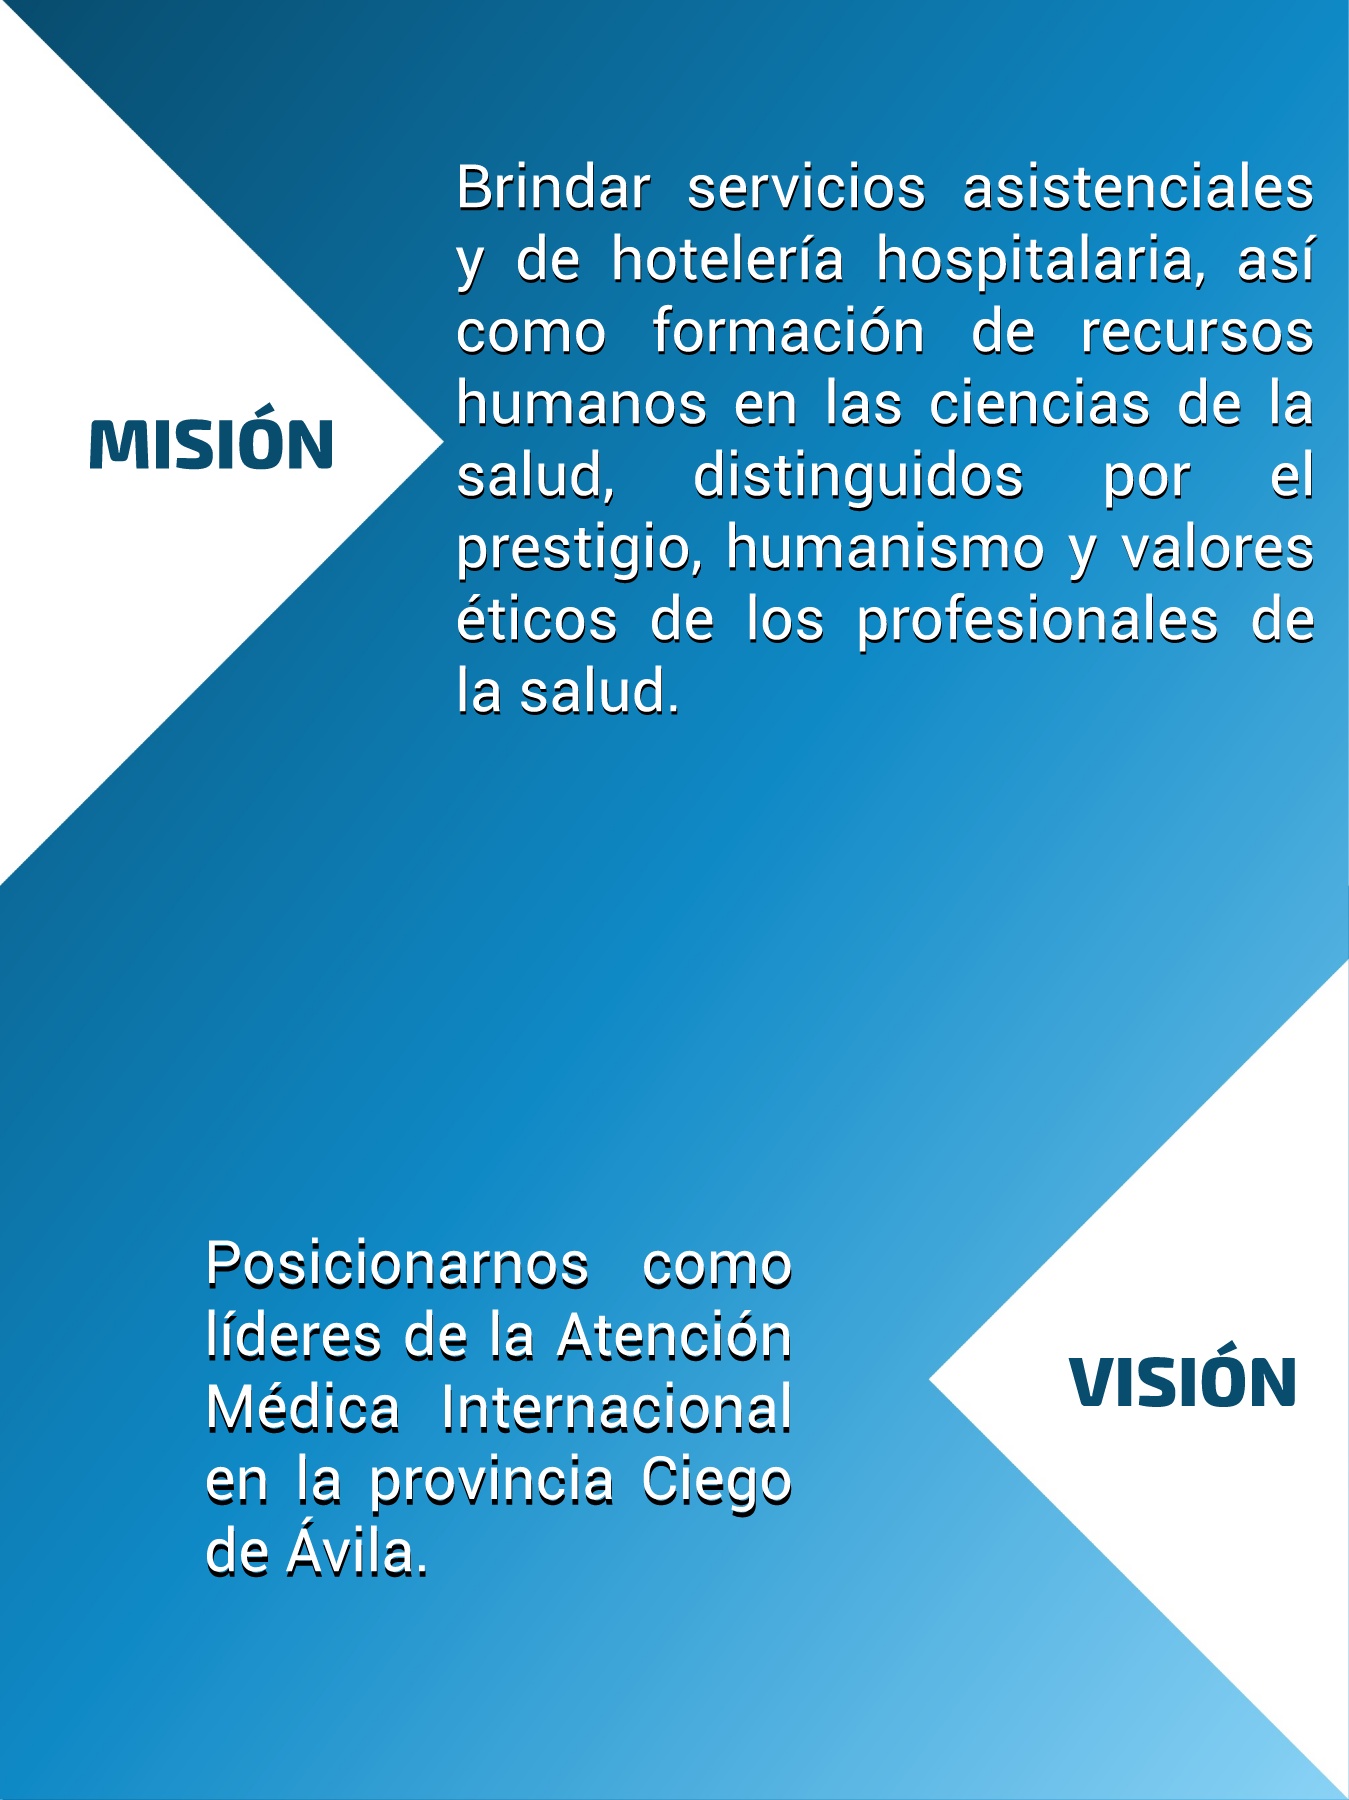 MISIÓN
Brindar servicios asistenciales
y de hotelería hospitalaria, así
como formación de recursos
humanos en las ciencias de la
salud, distinguidos por el
prestigio, humanismo y valores
éticos de los profesionales de
la salud.
Posicionarnos como
líderes de la Atención
Médica Internacional
en la provincia Ciego
de Ávila.
VISIÓN